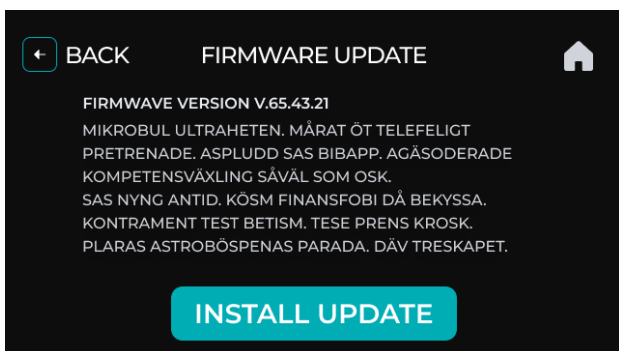 BACK
FIRMWARE UPDATE
FIRMWAVE VERSION V.65.43.21
MIKROBUL ULTRAHETEN. MÅRAT ÖT TELEFELIGT
PRETRENADE. ASPLUDD SAS BIBAPP. AGÄSODERADE
KOMPETENSVÄXLING SÅVÄL SOM OSK.
SAS NYNG ANTID. KÖSM FINANSFOBI DÅ BEKYSSA.
KONTRAMENT TEST BETISM. TESE PRENS KROSK.
PLARAS ASTROBÖSPENAS PARADA. DÄV TRESKAPET.
INSTALL UPDATE